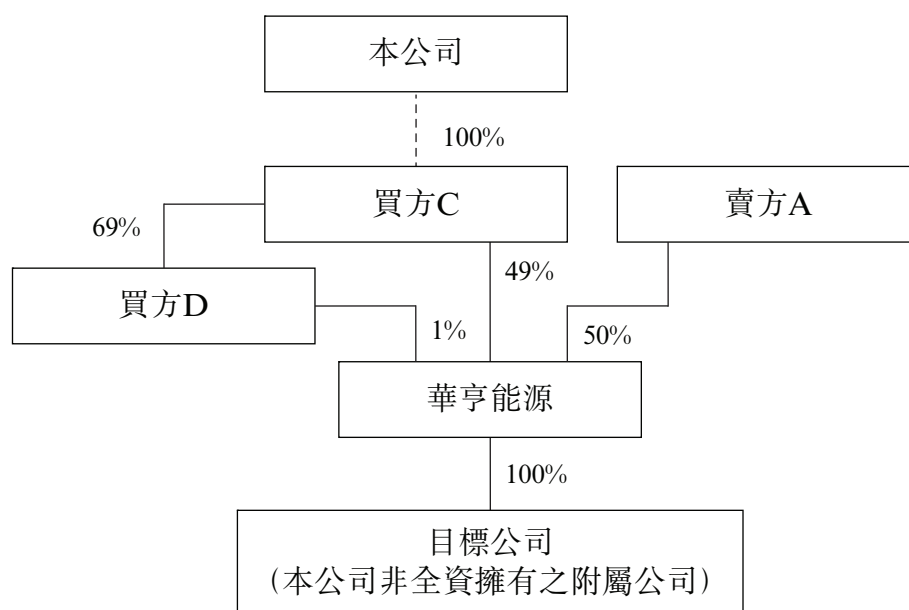 本公司
100%
買方C
賣方A
69%
49%
買方D
1%
50%
華亨能源
100%
目標公司
（本公司非全資擁有之附屬公司）